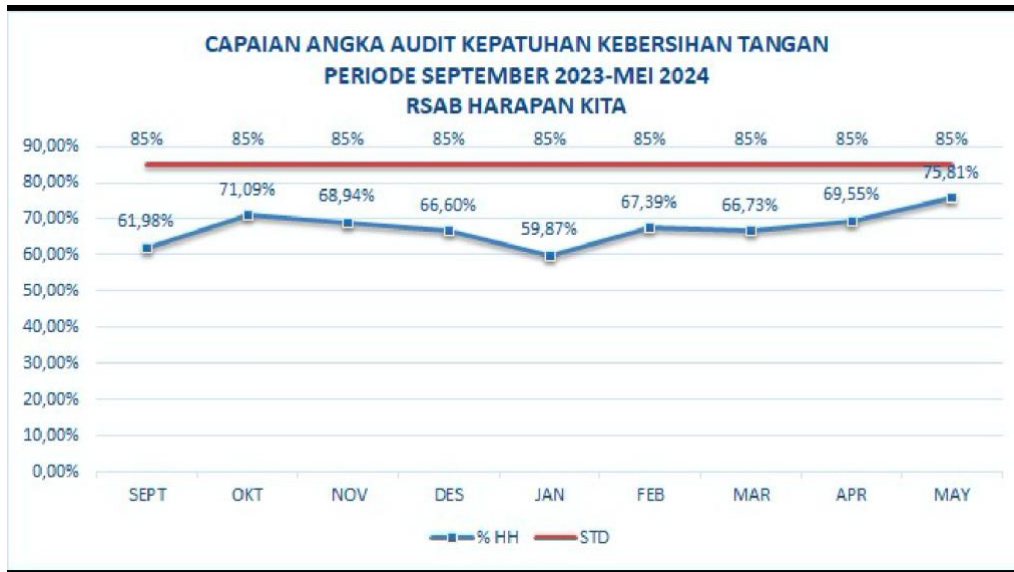 CAPAIAN ANGKA AUDIT KEPATUHAN KEBERSIHAN TANGAN
PERIODE SEPTEMBER 2023-MEI 2024
RSAB HARAPAN KITA
85% 85% 85% 85% 85% 85% 85% 85% 85%
90,00%
80,00%
70,00%
60,00%
50,00%
40,00%
30,00%
20,00%
10,00%
0,00%
61,98% 71,09% 68,94% 66,60% 59,87% 67,39% 66,73% 69,55% 75,81%
SEPT OKT NOV DES JAN FEB MAR APR MAY
% HH STD